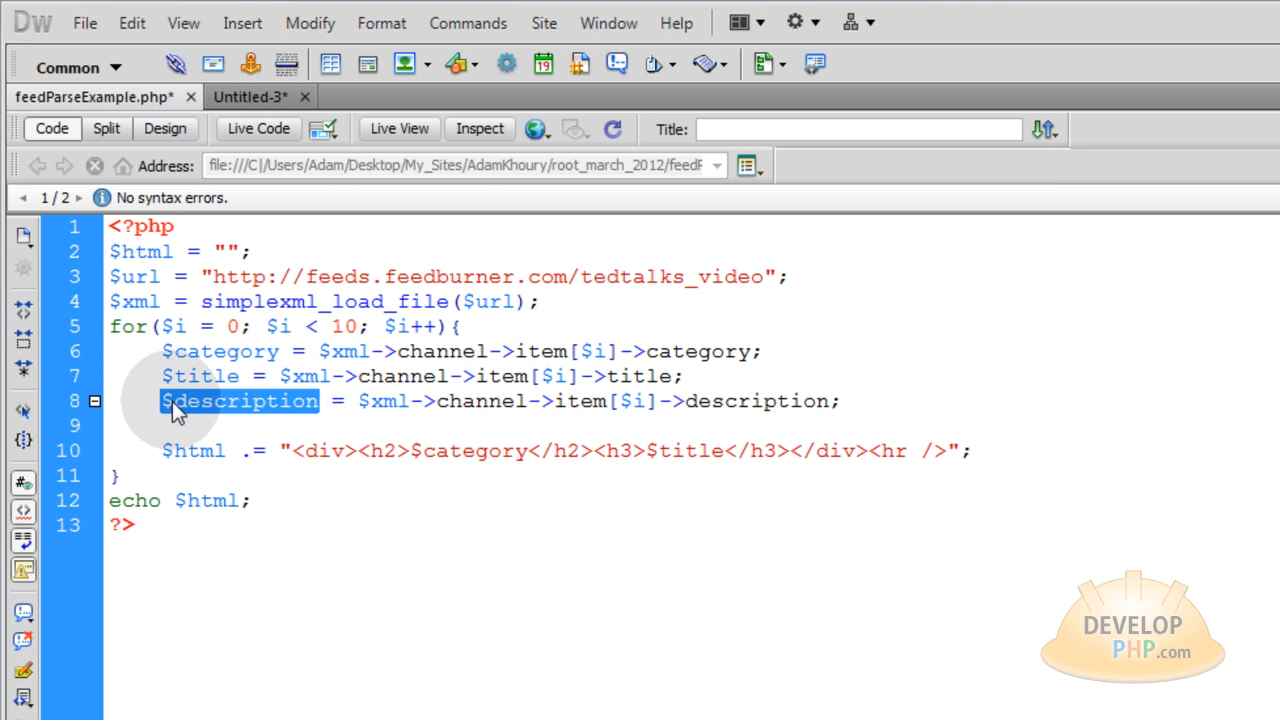 Dw File Edit View Insert Modify Format Commands Site Window Help
Common
feedParseExample.php* Untitled-3*
Code Split Design Live Code Live View Inspect Title:
Address: file:///C|/Users/Adam/Desktop/My_Sites/AdamKhoury/root_march_2012/feedF
1 / 2 No syntax errors.
1 <?php
2 $html = "";
3 $url = "http://feeds.feedburner.com/tedtalks_video";
4 $xml = simplexml_load_file($url);
5 for($i = 0; $i < 10; $i++){
6 $category = $xml->channel->item[$i]->category;
7 $title = $xml->channel->item[$i]->title;
8 $description = $xml->channel->item[$i]->description;
9
10 $html .= "<div><h2>$category</h2><h3>$title</h3></div><hr />";
11 }
12 echo $html;
13 ?>
DEVELOP
PHP.com